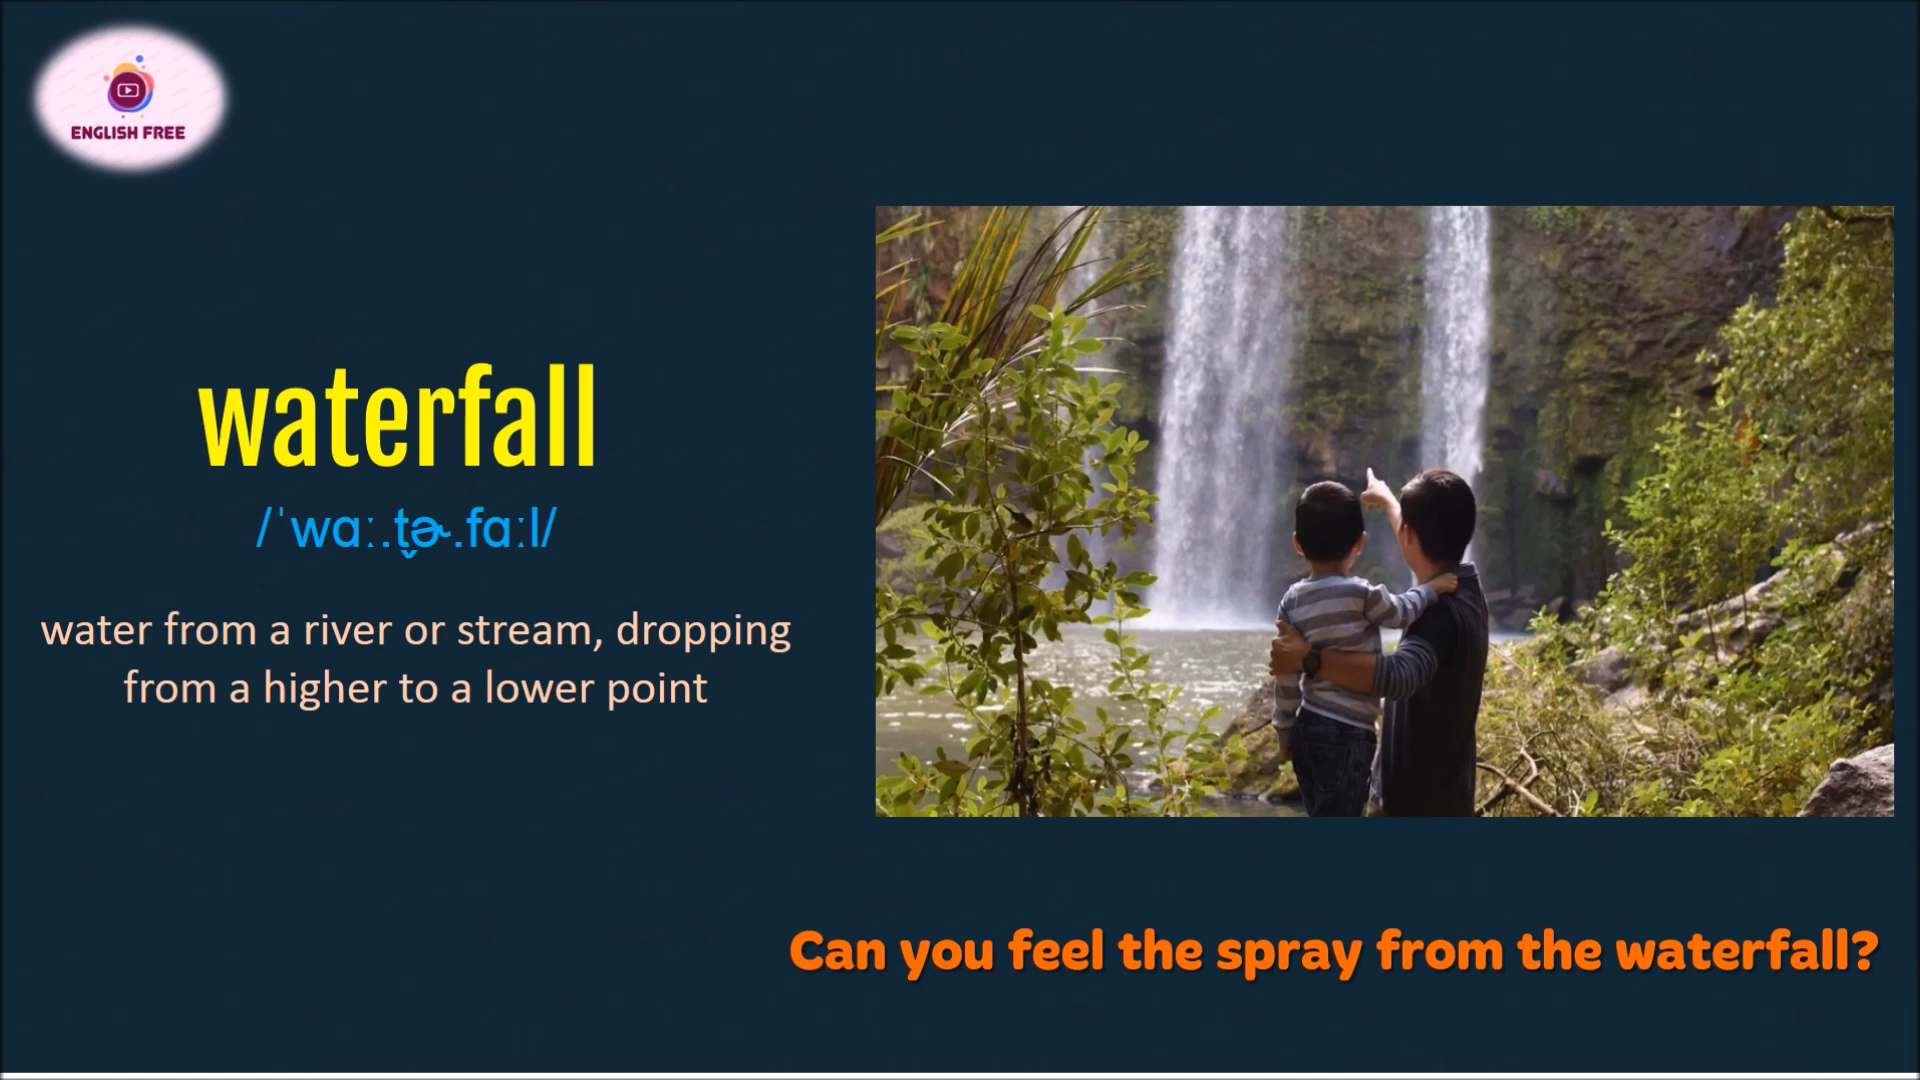 ENGLISH FREE
waterfall
/ˈwɑː.t̬ɚ.fɑːl/
water from a river or stream, dropping
from a higher to a lower point
Can you feel the spray from the waterfall?